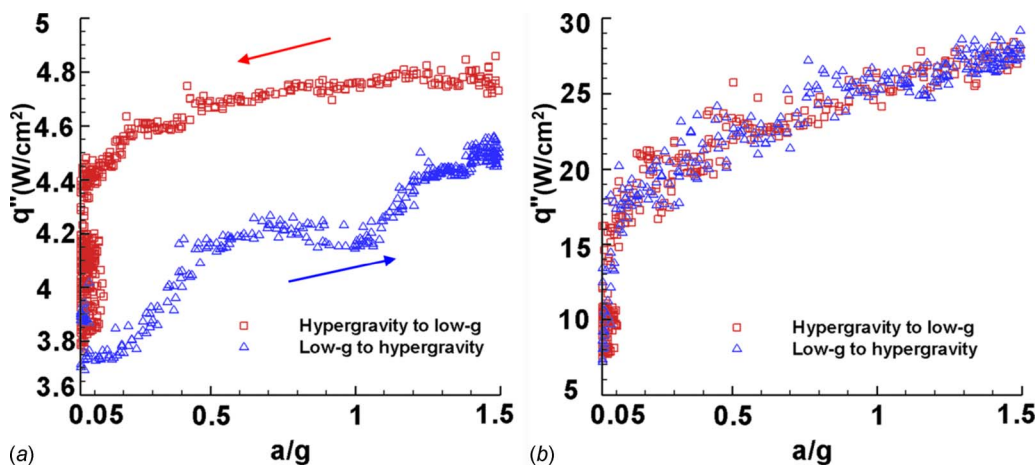 5
4.8
4.6
4.4
4.2
4
3.8
3.6
q"(W/cm²)
0.05
0.5
1
1.5
a/g
Hypergravity to low-g
Low-g to hypergravity
(a)
30
25
20
15
10
5
q"(W/cm²)
0.05
0.5
1
1.5
a/g
Hypergravity to low-g
Low-g to hypergravity
(b)